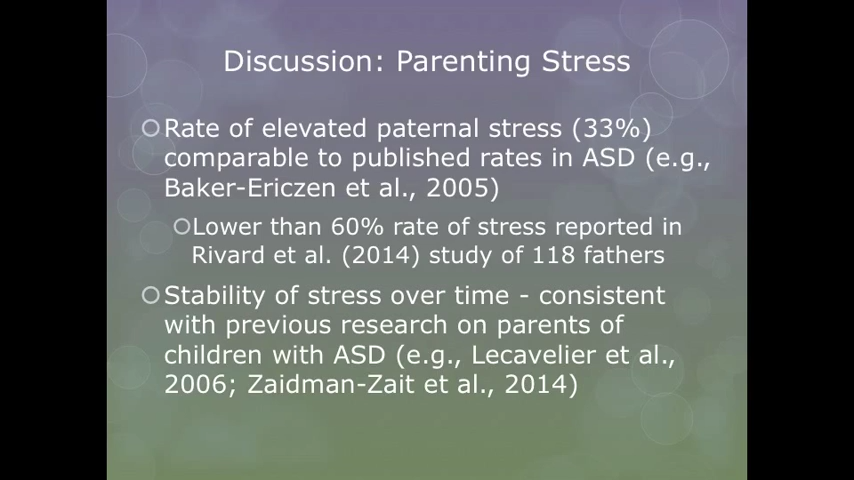 Discussion: Parenting Stress
Rate of elevated paternal stress (33%)
comparable to published rates in ASD (e.g.,
Baker-Ericzen et al., 2005)
Lower than 60% rate of stress reported in
Rivard et al. (2014) study of 118 fathers
Stability of stress over time - consistent
with previous research on parents of
children with ASD (e.g., Lecavelier et al.,
2006; Zaidman-Zait et al., 2014)